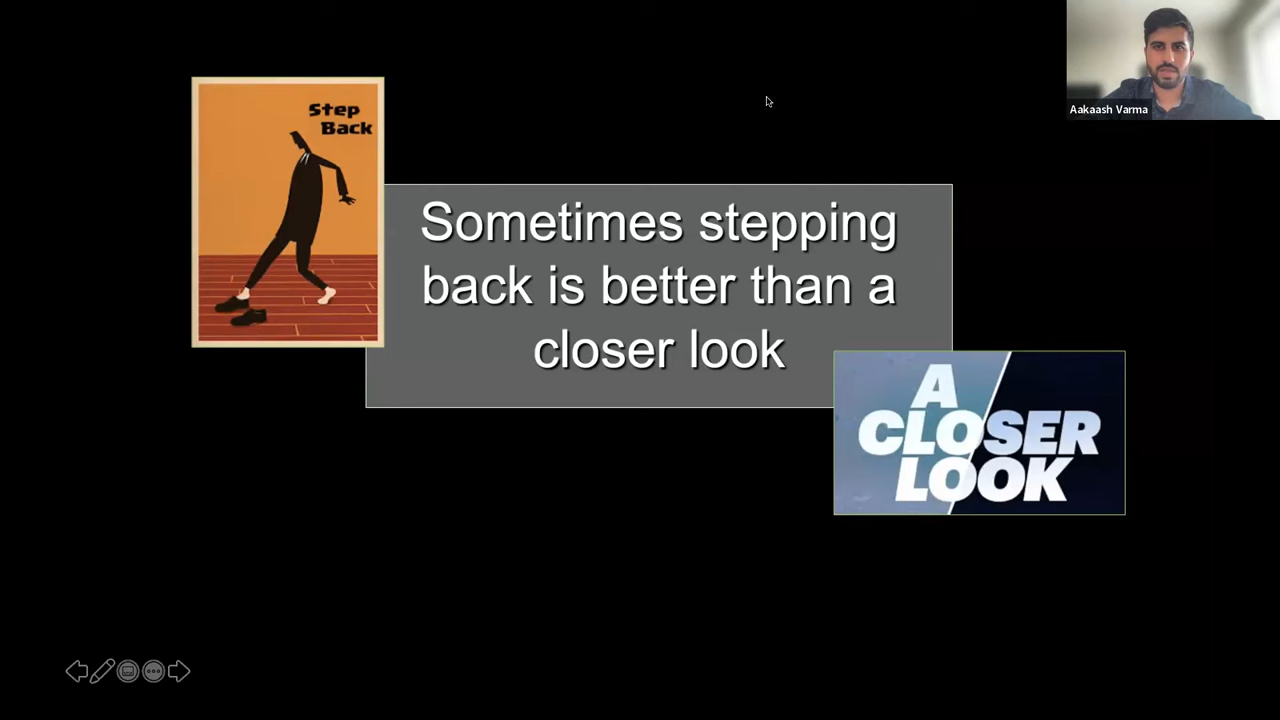 Aakaash Varma
Step
Back
Sometimes stepping
back is better than a
closer look
A
CLOSER
LOOK